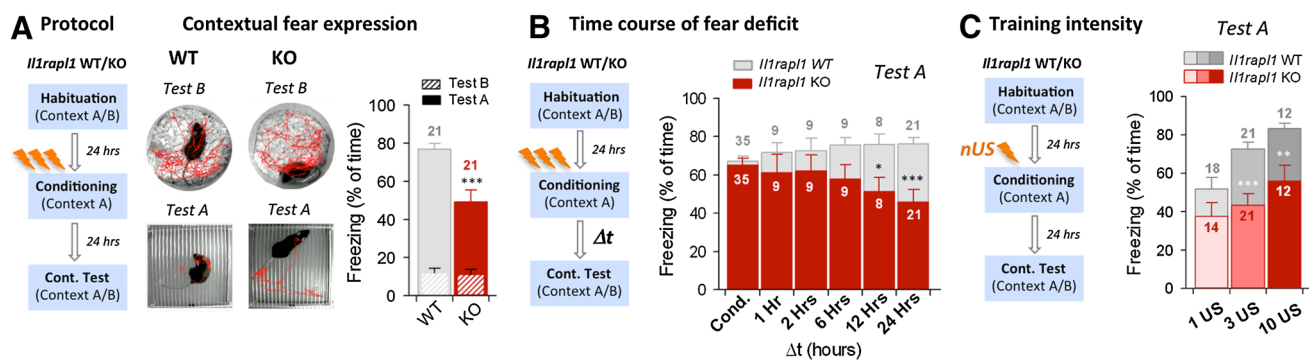 A Protocol
Contextual fear expression
Il1rapl1 WT/KO
Habituation
(Context A/B)
24 hrs
Conditioning
(Context A)
24 hrs
Cont. Test
(Context A/B)
WT
KO
Test B
Test B
Test A
Test A
Test B
Test A
Freezing (% of time)
100
80
60
40
20
0
21
21
***
WT
KO
B Time course of fear deficit
Il1rapl1 WT/KO
Habituation
(Context A/B)
24 hrs
Conditioning
(Context A)
Δt
Cont. Test
(Context A/B)
Il1rapl1 WT
Il1rapl1 KO
Test A
Freezing (% of time)
100
80
60
40
20
0
35 9 9 9 8 21
* ***
35 9 9 9 8 21
Cond. 1 Hr 2 Hrs 6 Hrs 12 Hrs 24 Hrs
Δt (hours)
C Training intensity
Il1rapl1 WT/KO
Habituation
(Context A/B)
24 hrs
nUS
Conditioning
(Context A)
24 hrs
Cont. Test
(Context A/B)
Test A
Il1rapl1 WT
Il1rapl1 KO
Freezing (% of time)
100
80
60
40
20
0
18 21 12
*** **
14 21 12
1 US 3 US 10 US